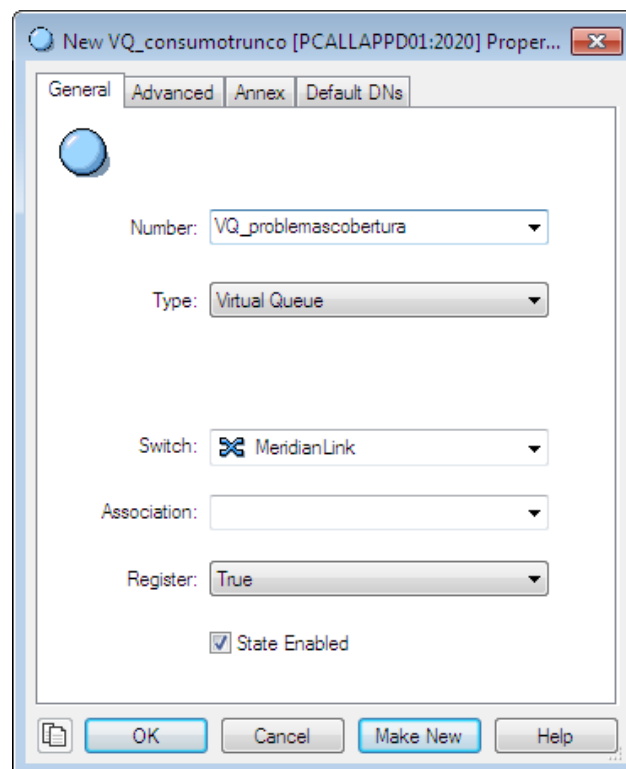 New VQ_consumotrunco [PCALLAPPD01:2020] Proper...
General Advanced Annex Default DNs
Number: VQ_problemascobertura
Type: Virtual Queue
Switch: MeridianLink
Association:
Register: True
State Enabled
OK Cancel Make New Help